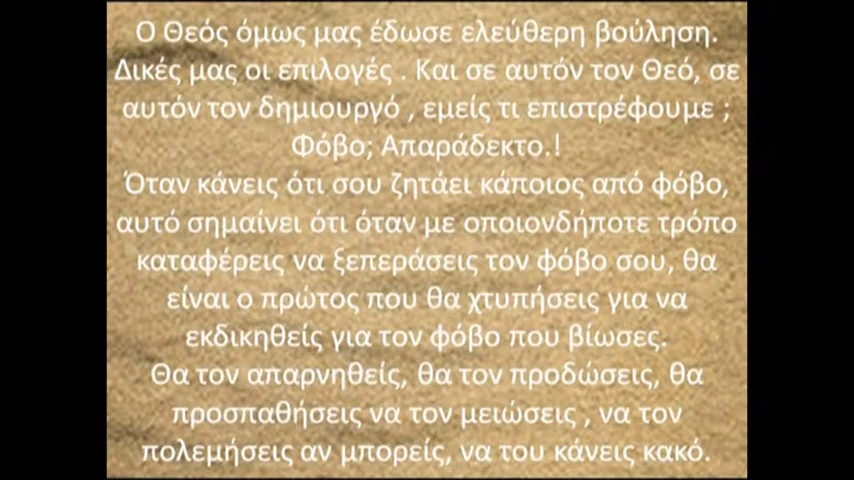 Ο Θεός όμως μας έδωσε ελεύθερη βούληση.
Δικές μας οι επιλογές . Και σε αυτόν τον Θεό, σε
αυτόν τον δημιουργό , εμείς τι επιστρέφουμε ;
Φόβο; Απαράδεκτο.!
Όταν κάνεις ότι σου ζητάει κάποιος από φόβο,
αυτό σημαίνει ότι όταν με οποιονδήποτε τρόπο
καταφέρεις να ξεπεράσεις τον φόβο σου, θα
είναι ο πρώτος που θα χτυπήσεις για να
εκδικηθείς για τον φόβο που βίωσες.
Θα τον απαρνηθείς, θα τον προδώσεις, θα
προσπαθήσεις να τον μειώσεις , να τον
πολεμήσεις αν μπορείς, να του κάνεις κακό.